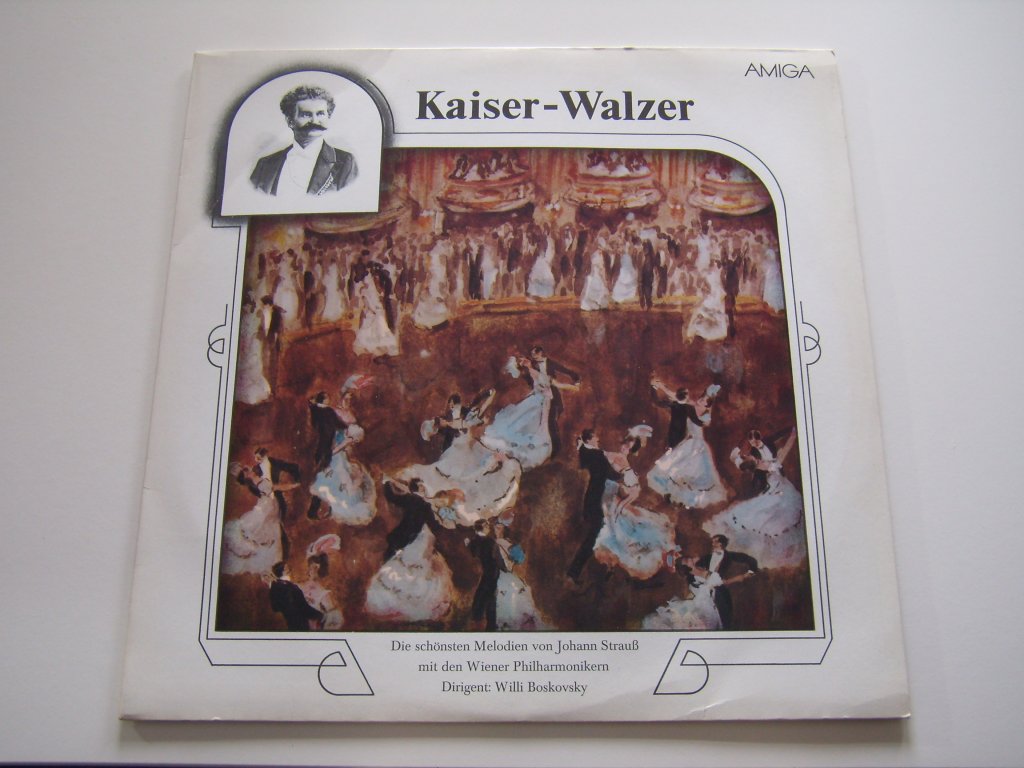 AMIGA
Kaiser-Walzer
Die schönsten Melodien von Johann Strauß
mit den Wiener Philharmonikern
Dirigent: Willi Boskovsky